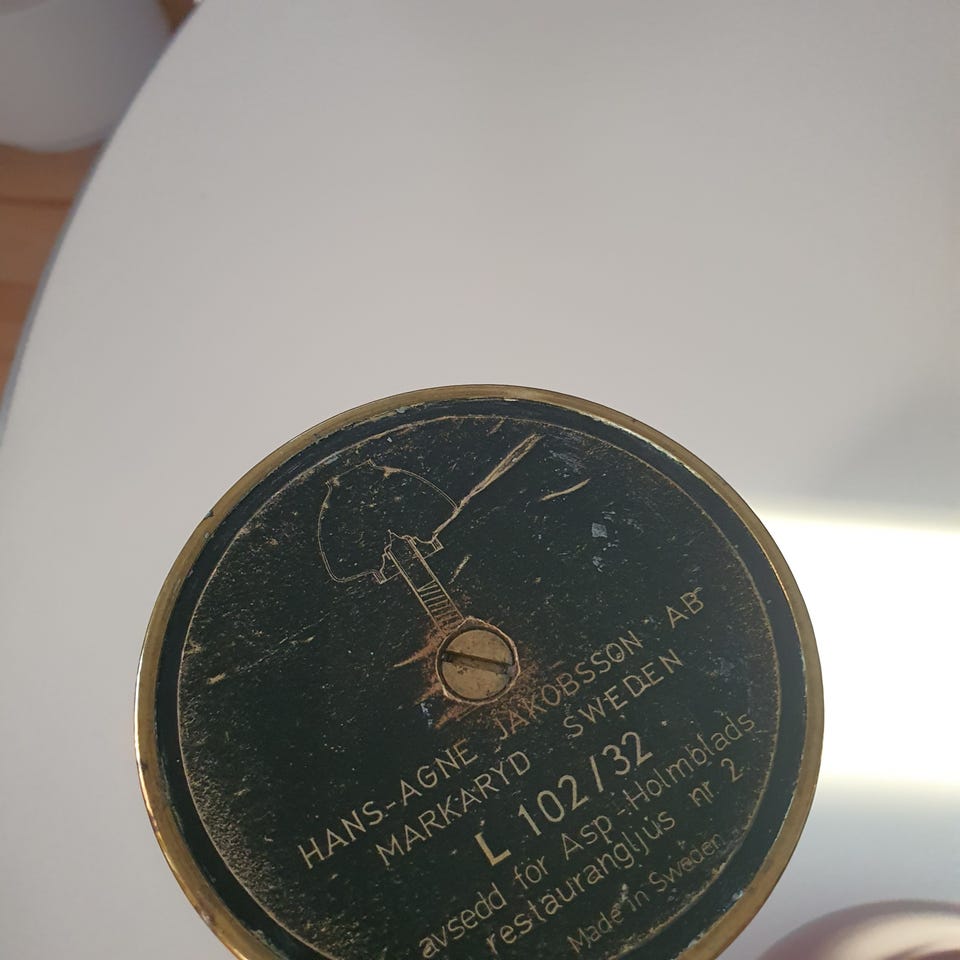 HANS-AGNE JAKOBSSON AB
MARKARYD SWEDEN
L 102/32
avsedd för Asp-Holmblads
restaurangljus nr 2
Made in Sweden